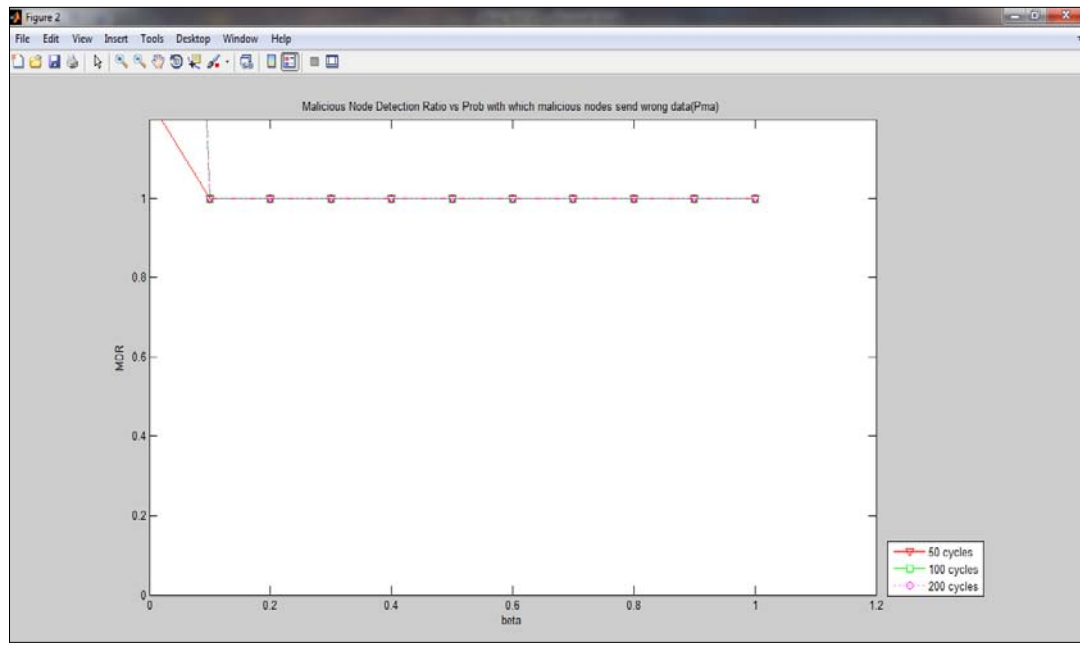 Figure 2
File Edit View Insert Tools Desktop Window Help
Malicious Node Detection Ratio vs Prob with which malicious nodes send wrong data(Pma)
1
0.8
0.6
0.4
0.2
0
MDR
0 0.2 0.4 0.6 0.8 1 1.2
beta
50 cycles
100 cycles
200 cycles